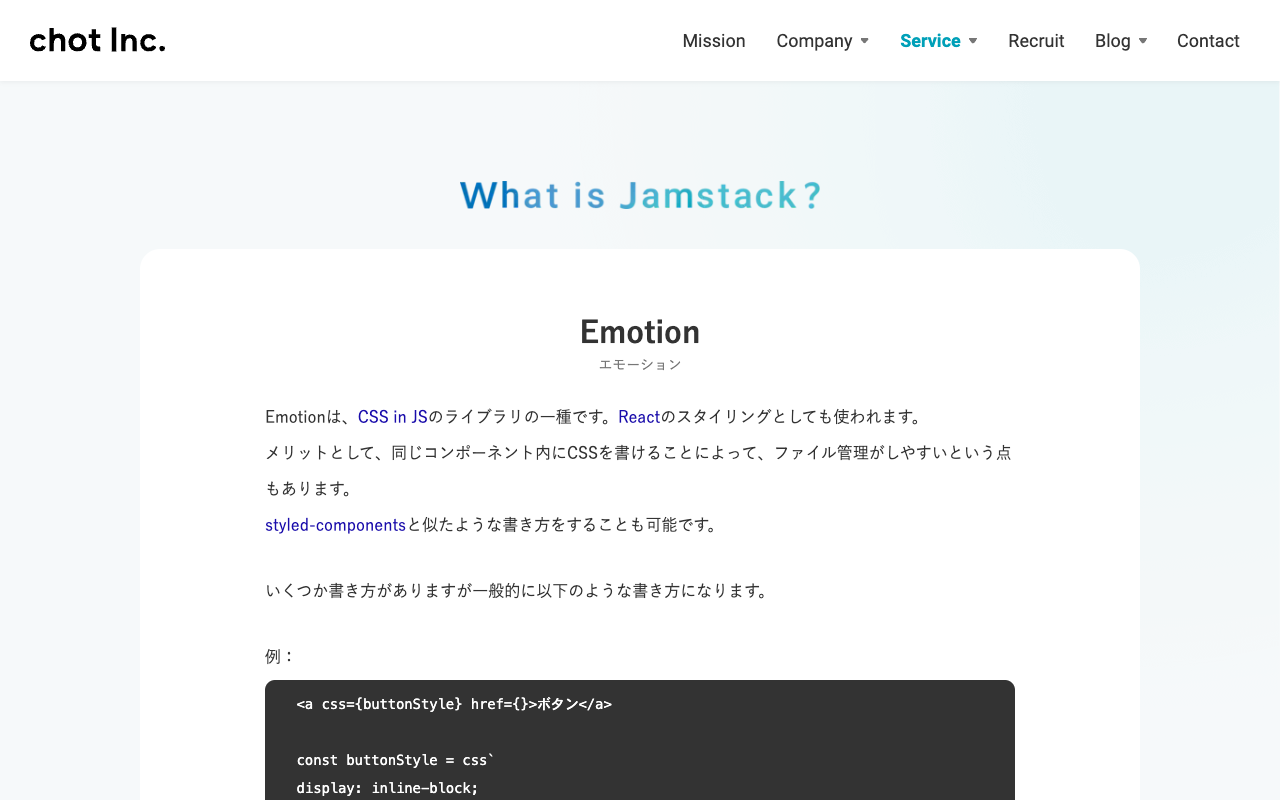 chot Inc.
Mission
Company
Service
Recruit
Blog
Contact
What is Jamstack?
Emotion
エモーション
Emotionは、CSS in JSのライブラリの一種です。Reactのスタイリングとしても使われます。
メリットとして、同じコンポーネント内にCSSを書けることによって、ファイル管理がしやすいという点
もあります。
styled-componentsと似たような書き方をすることも可能です。
いくつか書き方がありますが一般的に以下のような書き方になります。
例：
<a css={buttonStyle} href={}>ボタン</a>
const buttonStyle = css`
display: inline-block;